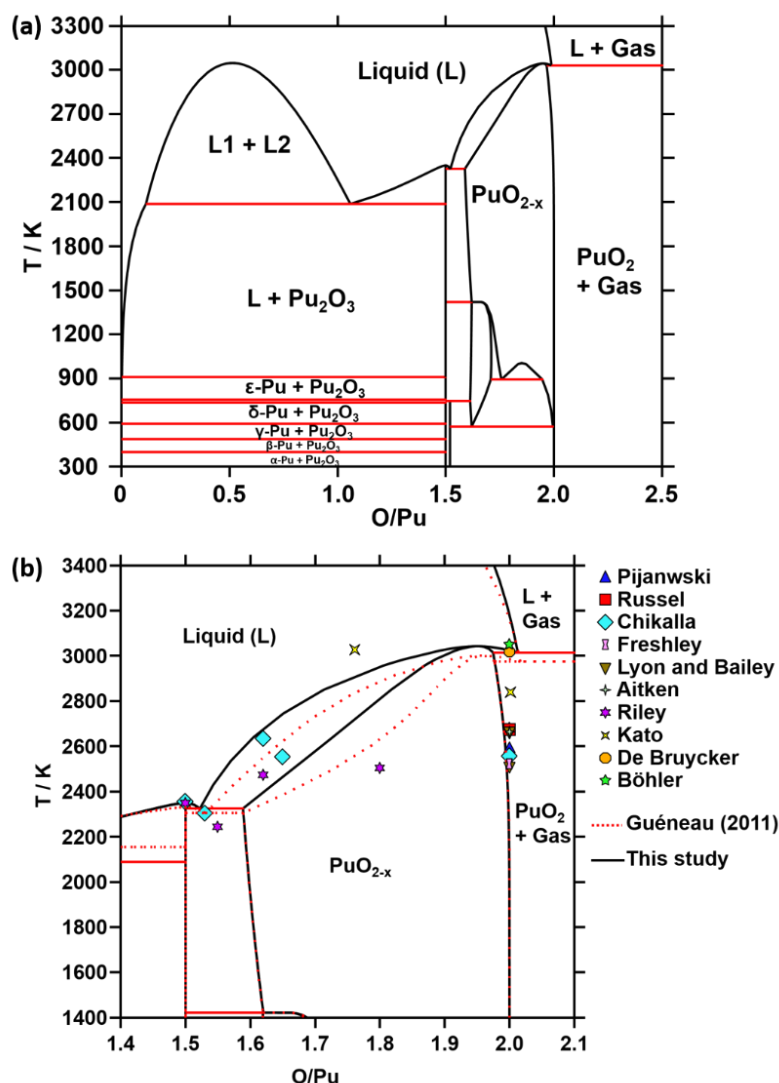 (a)
3300
3000
2700
2400
2100
1800
1500
1200
900
600
300
T / K
Liquid (L)
L + Gas
L1 + L2
PuO2-x
PuO2
+ Gas
L + Pu2O3
ε-Pu + Pu2O3
δ-Pu + Pu2O3
γ-Pu + Pu2O3
β-Pu + Pu2O3
α-Pu + Pu2O3
0 0.5 1.0 1.5 2.0 2.5
O/Pu
(b)
3400
3200
3000
2800
2600
2400
2200
2000
1800
1600
1400
T / K
Liquid (L)
L +
Gas
PuO2-x
PuO2
+ Gas
1.4 1.5 1.6 1.7 1.8 1.9 2.0 2.1
O/Pu
Pijanwski
Russel
Chikalla
Freshley
Lyon and Bailey
Aitken
Riley
Kato
De Bruycker
Böhler
Guéneau (2011)
This study